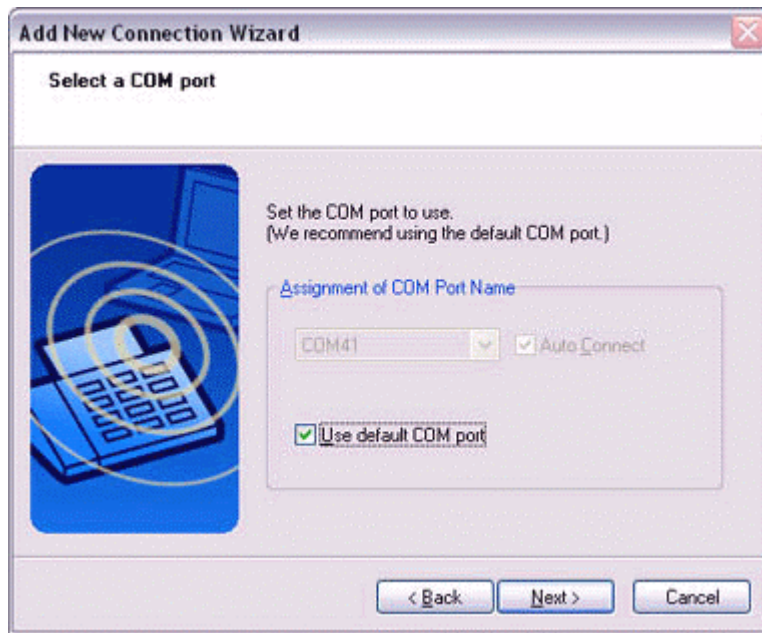 Add New Connection Wizard
Select a COM port
Set the COM port to use.
(We recommend using the default COM port.)
Assignment of COM Port Name
COM41
Auto Connect
Use default COM port
< Back
Next >
Cancel